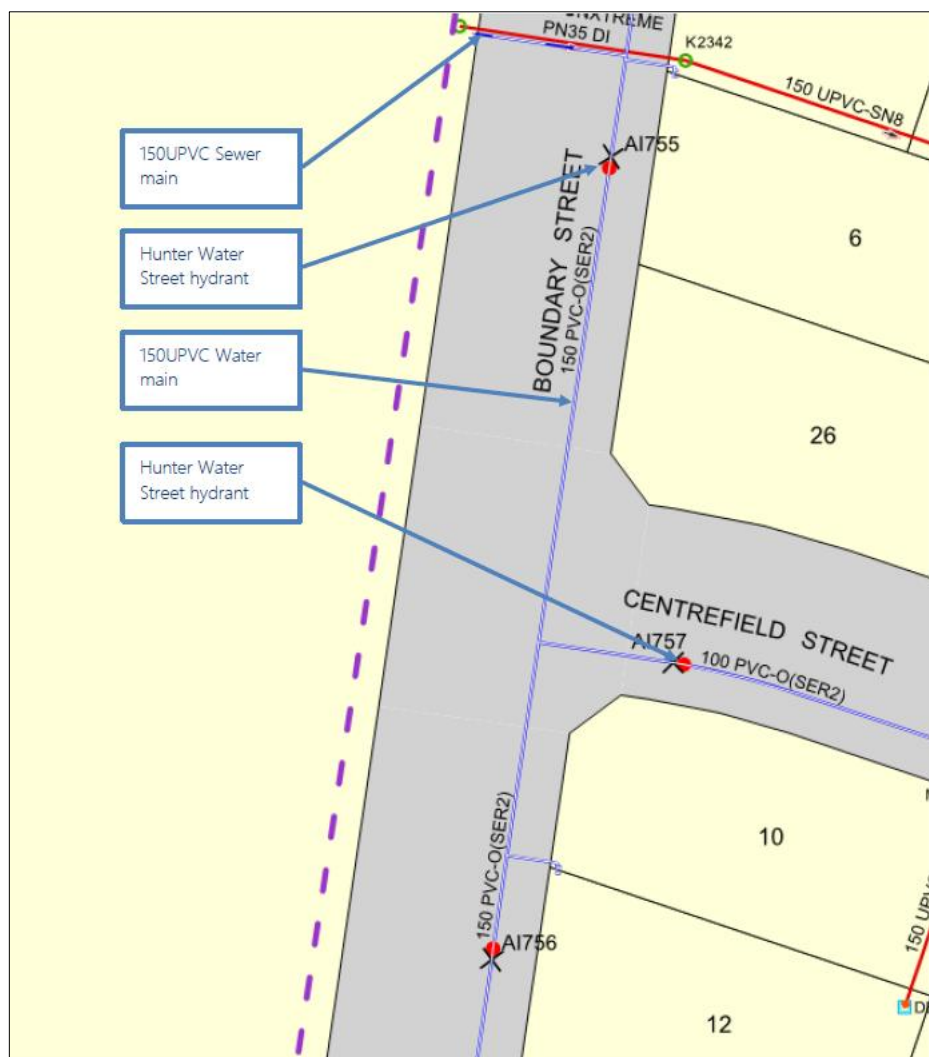 PN35 DI
K2342
150 UPVC-SN8
150UPVC Sewer
main
AI755
6
Hunter Water
Street hydrant
BOUNDARY STREET
150 PVC-O(SER2)
150UPVC Water
main
26
Hunter Water
Street hydrant
CENTREFIELD STREET
AI757
100 PVC-O(SER2)
10
150 PVC-O(SER2)
AI756
12